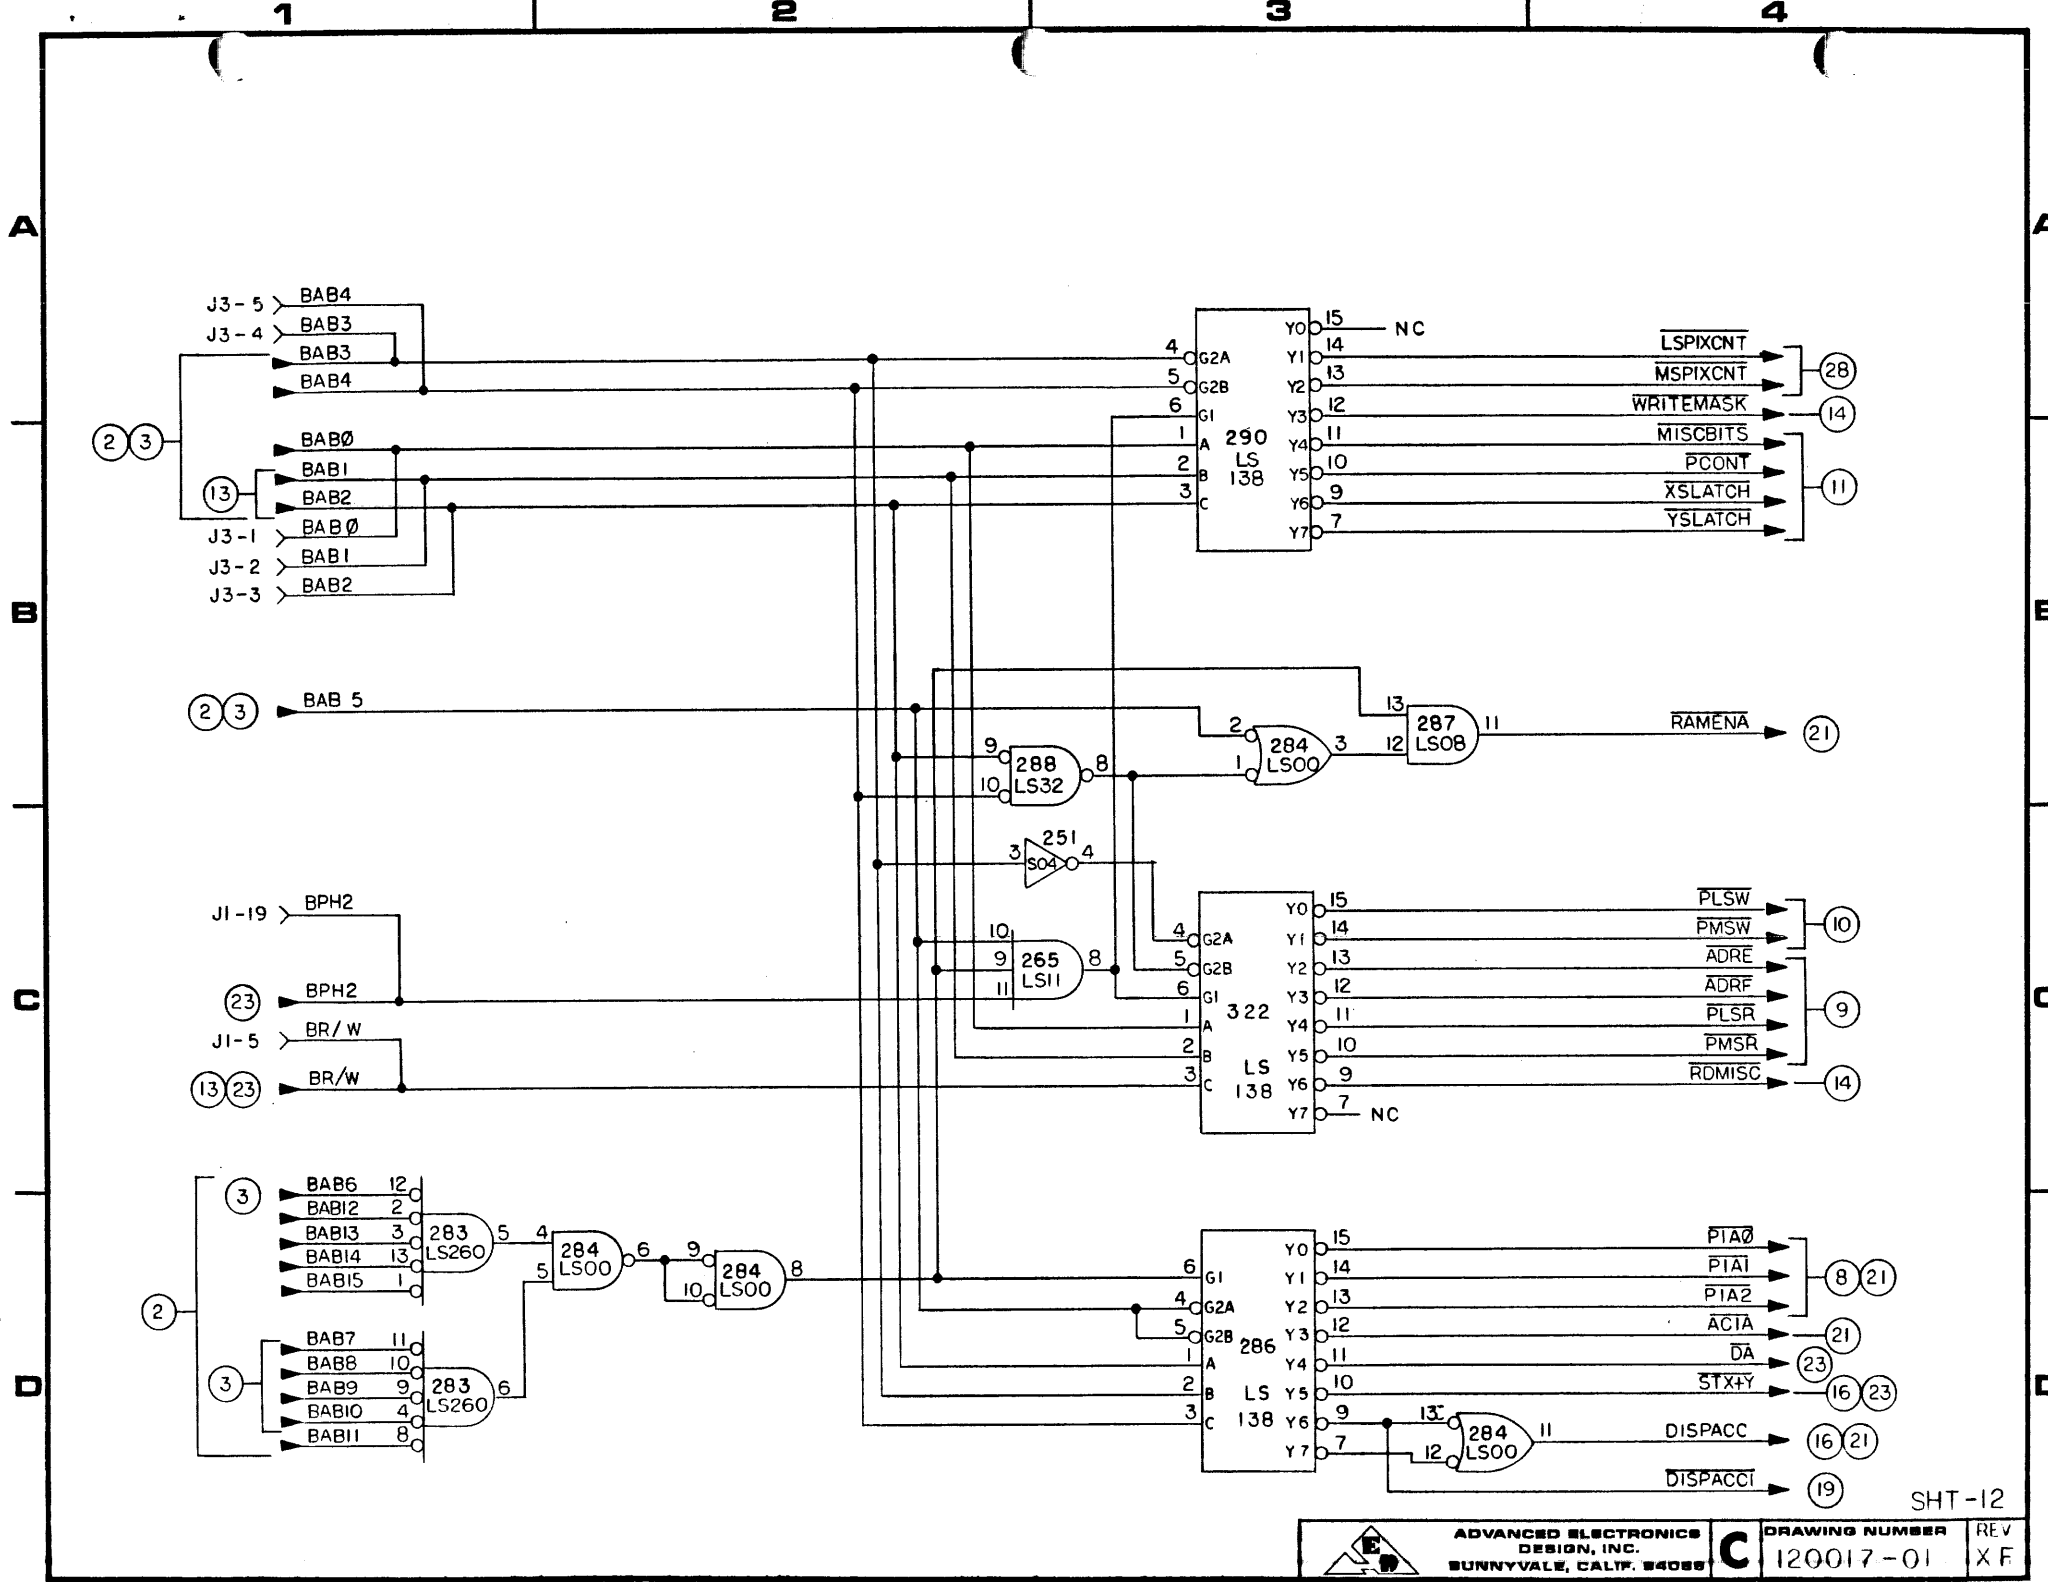 1 2 3 4
A A
J3-5 BAB4
J3-4 BAB3
BAB3
BAB4
2 3
BABØ
13 BAB1
BAB2
J3-1 BABØ
J3-2 BAB1
J3-3 BAB2
4 G2A
5 G2B
6 G1
1 A
2 B
3 C
290
LS
138
Y0 15 NC
Y1 14 LSPIXCNT
Y2 13 MSPIXCNT
28
Y3 12 WRITEMASK 14
Y4 11 MISCBITS
Y5 10 PCONT
Y6 9 XSLATCH
Y7 7 YSLATCH
11
B B
2 3 BAB 5
9 10 288 LS32 8
2 1 284 LS00 3
13 12 287 LS08 11
RAMENA 21
3 251 S04 4
C C
J1-19 BPH2
23 BPH2
J1-5 BR/W
13 23 BR/W
10 9 11 265 LS11 8
4 G2A
5 G2B
6 G1
1 A
2 B
3 C
322
LS
138
Y0 15 PLSW
Y1 14 PMSW
10
Y2 13 ADRE
Y3 12 ADRF
Y4 11 PLSR
Y5 10 PMSR
9
Y6 9 RDMISC 14
Y7 7 NC
D D
2
3 BAB6 12
BAB12 2
BAB13 3
BAB14 13
BAB15 1
283 LS260 5
3
BAB7 11
BAB8 10
BAB9 9
BAB10 4
BAB11 8
283 LS260 6
4 5 284 LS00 6
9 10 284 LS00 8
6 G1
4 G2A
5 G2B
1 A
2 B
3 C
286
LS
138
Y0 15 PIAØ
Y1 14 PIA1
Y2 13 PIA2
8 21
Y3 12 ACIA 21
Y4 11 DA 23
Y5 10 STX+Y 16 23
Y6 9
Y7 7
13 12 284 LS00 11
DISPACC 16 21
DISPACC1 19
SHT-12
ADVANCED ELECTRONICS
DESIGN, INC.
SUNNYVALE, CALIF. 94086
C
DRAWING NUMBER
120017-01
REV
X F